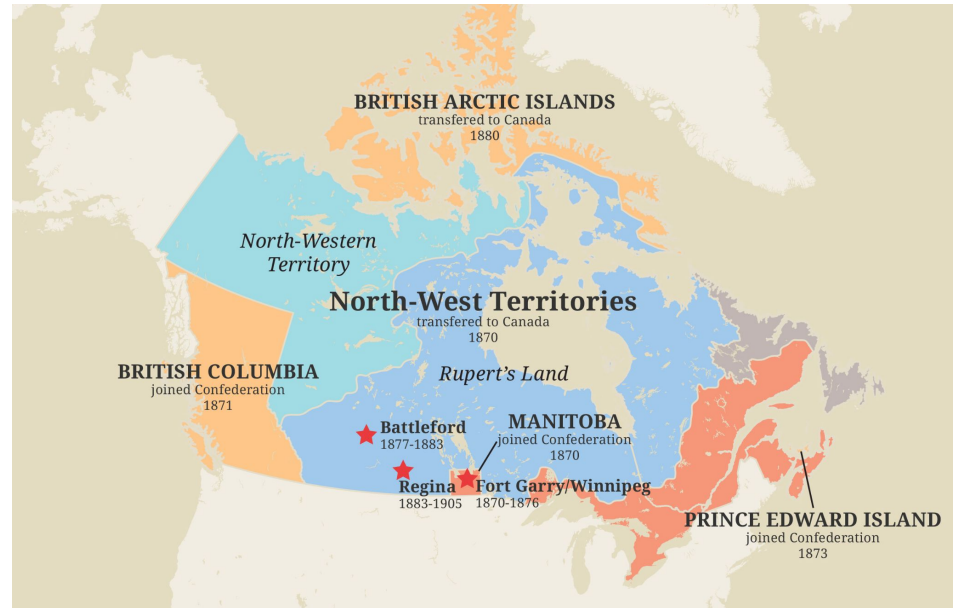 BRITISH ARCTIC ISLANDS
transfered to Canada
1880
North-Western
Territory
North-West Territories
transfered to Canada
1870
BRITISH COLUMBIA
joined Confederation
1871
Rupert's Land
Battleford
1877-1883
MANITOBA
joined Confederation
1870
Regina
1883-1905
Fort Garry/Winnipeg
1870-1876
PRINCE EDWARD ISLAND
joined Confederation
1873